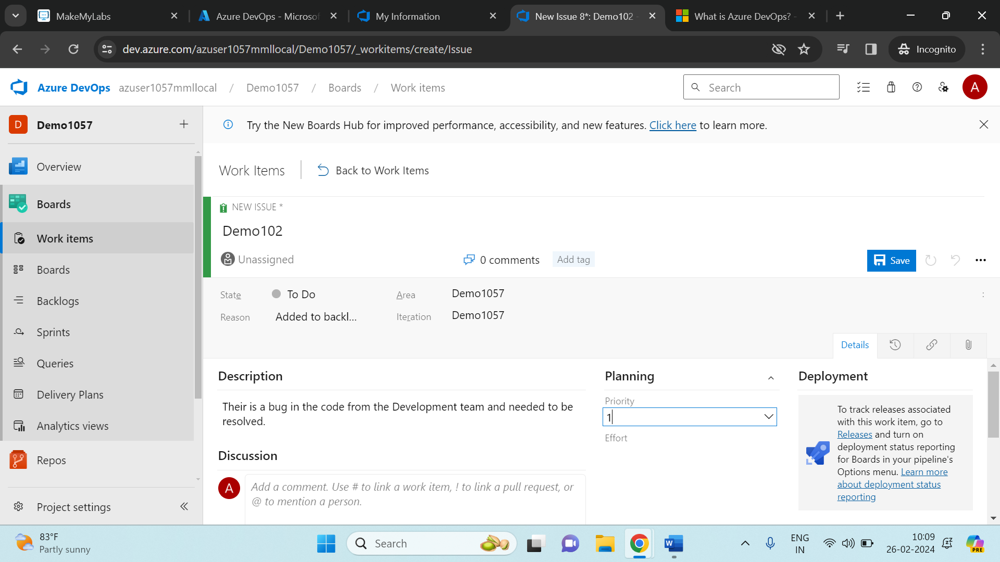 MakeMyLabs
Azure DevOps - Microsof
My Information
New Issue 8*: Demo102 -
What is Azure DevOps? -
dev.azure.com/azuser1057mmllocal/Demo1057/_workitems/create/Issue
Incognito
Azure DevOps azuser1057mmllocal / Demo1057 / Boards / Work items
Search
A
D Demo1057
Try the New Boards Hub for improved performance, accessibility, and new features. Click here to learn more.
Overview
Boards
Work items
Boards
Backlogs
Sprints
Queries
Delivery Plans
Analytics views
Repos
Project settings
Work Items
Back to Work Items
NEW ISSUE *
Demo102
Unassigned
0 comments
Add tag
Save
State
To Do
Area
Demo1057
Reason
Added to backl...
Iteration
Demo1057
Details
Description
Their is a bug in the code from the Development team and needed to be
resolved.
Discussion
A
Add a comment. Use # to link a work item, ! to link a pull request, or
@ to mention a person.
Planning
Priority
1
Effort
Deployment
To track releases associated
with this work item, go to
Releases and turn on
deployment status reporting
for Boards in your pipeline's
Options menu. Learn more
about deployment status
reporting
83°F
Partly sunny
Search
ENG
IN
10:09
26-02-2024
PRE